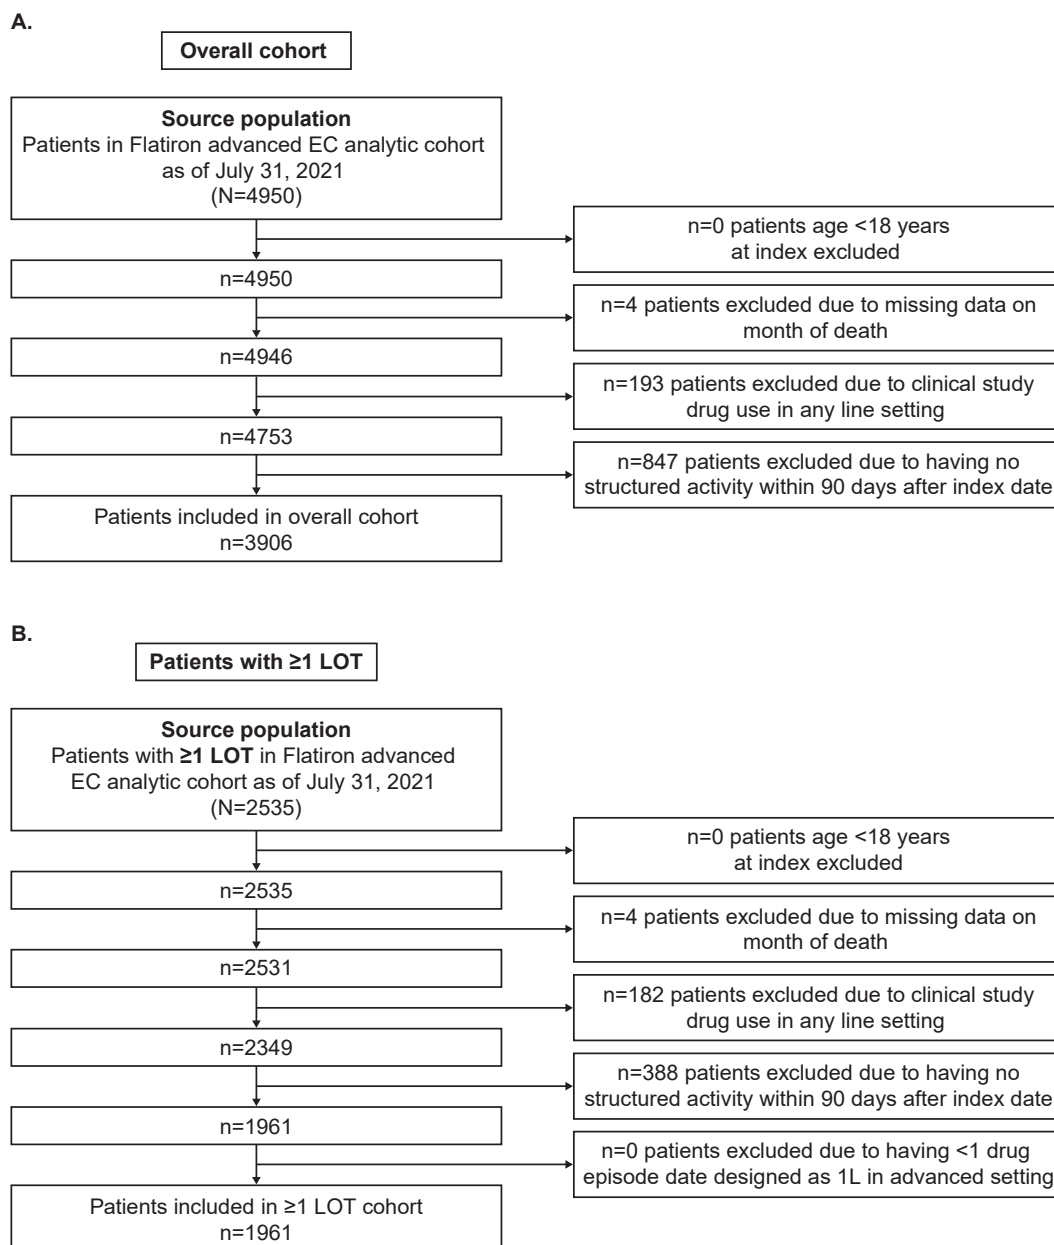 A.
Overall cohort
Source population
Patients in Flatiron advanced EC analytic cohort
as of July 31, 2021
(N=4950)
n=0 patients age <18 years
at index excluded
n=4950
n=4 patients excluded due to missing data on
month of death
n=4946
n=193 patients excluded due to clinical study
drug use in any line setting
n=4753
n=847 patients excluded due to having no
structured activity within 90 days after index date
Patients included in overall cohort
n=3906
B.
Patients with ≥1 LOT
Source population
Patients with ≥1 LOT in Flatiron advanced
EC analytic cohort as of July 31, 2021
(N=2535)
n=0 patients age <18 years
at index excluded
n=2535
n=4 patients excluded due to missing data on
month of death
n=2531
n=182 patients excluded due to clinical study
drug use in any line setting
n=2349
n=388 patients excluded due to having no
structured activity within 90 days after index date
n=1961
n=0 patients excluded due to having <1 drug
episode date designed as 1L in advanced setting
Patients included in ≥1 LOT cohort
n=1961